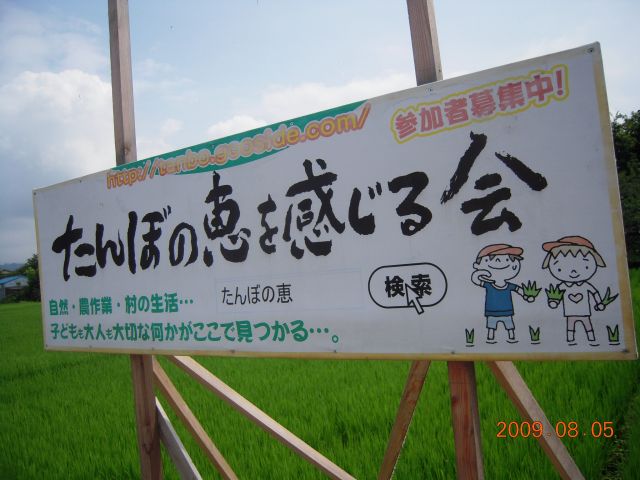 http://tanbo.gooside.com/
参加者募集中!
たんぼの恵を感じる会
自然・農作業・村の生活…
子どもも大人も大切な何かがここで見つかる…。
たんぼの恵
検索
2009.08.05